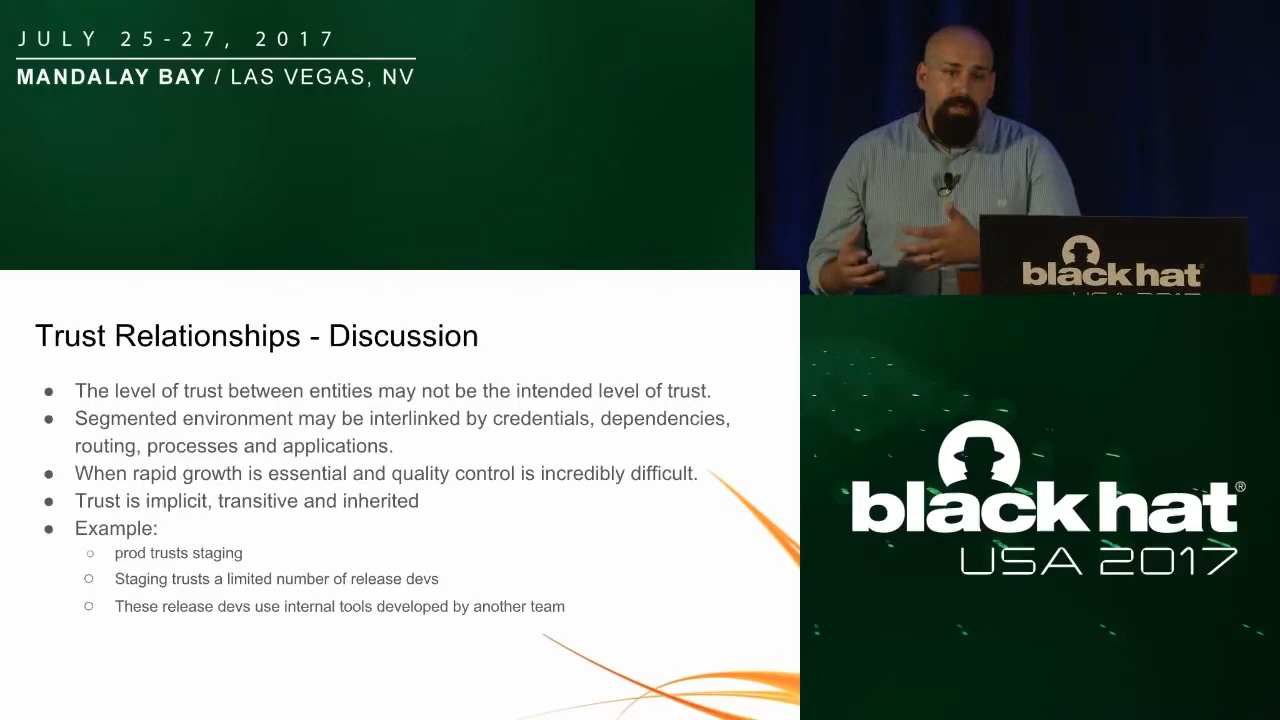 JULY 25-27, 2017
MANDALAY BAY / LAS VEGAS, NV
black hat
USA 2017
Trust Relationships - Discussion
● The level of trust between entities may not be the intended level of trust.
● Segmented environment may be interlinked by credentials, dependencies,
routing, processes and applications.
● When rapid growth is essential and quality control is incredibly difficult.
● Trust is implicit, transitive and inherited
● Example:
○ prod trusts staging
○ Staging trusts a limited number of release devs
○ These release devs use internal tools developed by another team
black hat®
USA 2017